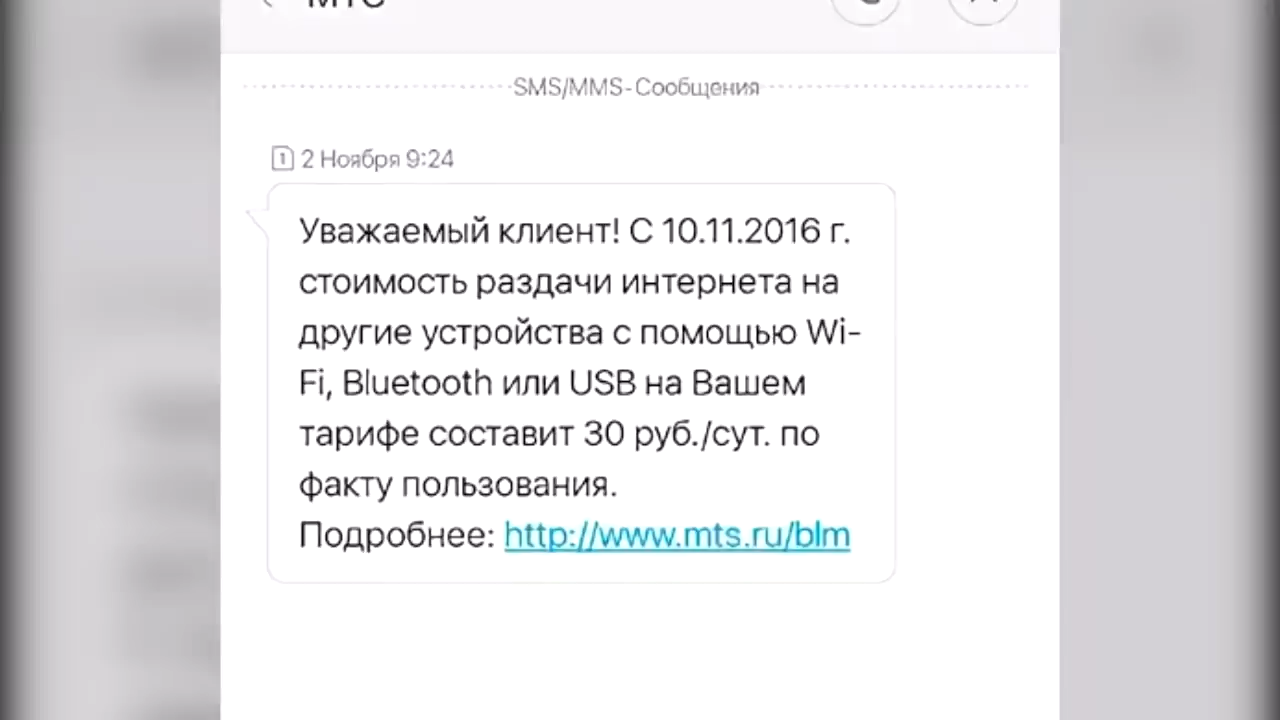 МТС
SMS/MMS-Сообщения
1 2 Ноября 9:24
Уважаемый клиент! С 10.11.2016 г.
стоимость раздачи интернета на
другие устройства с помощью Wi-
Fi, Bluetooth или USB на Вашем
тарифе составит 30 руб./сут. по
факту пользования.
Подробнее: http://www.mts.ru/blm